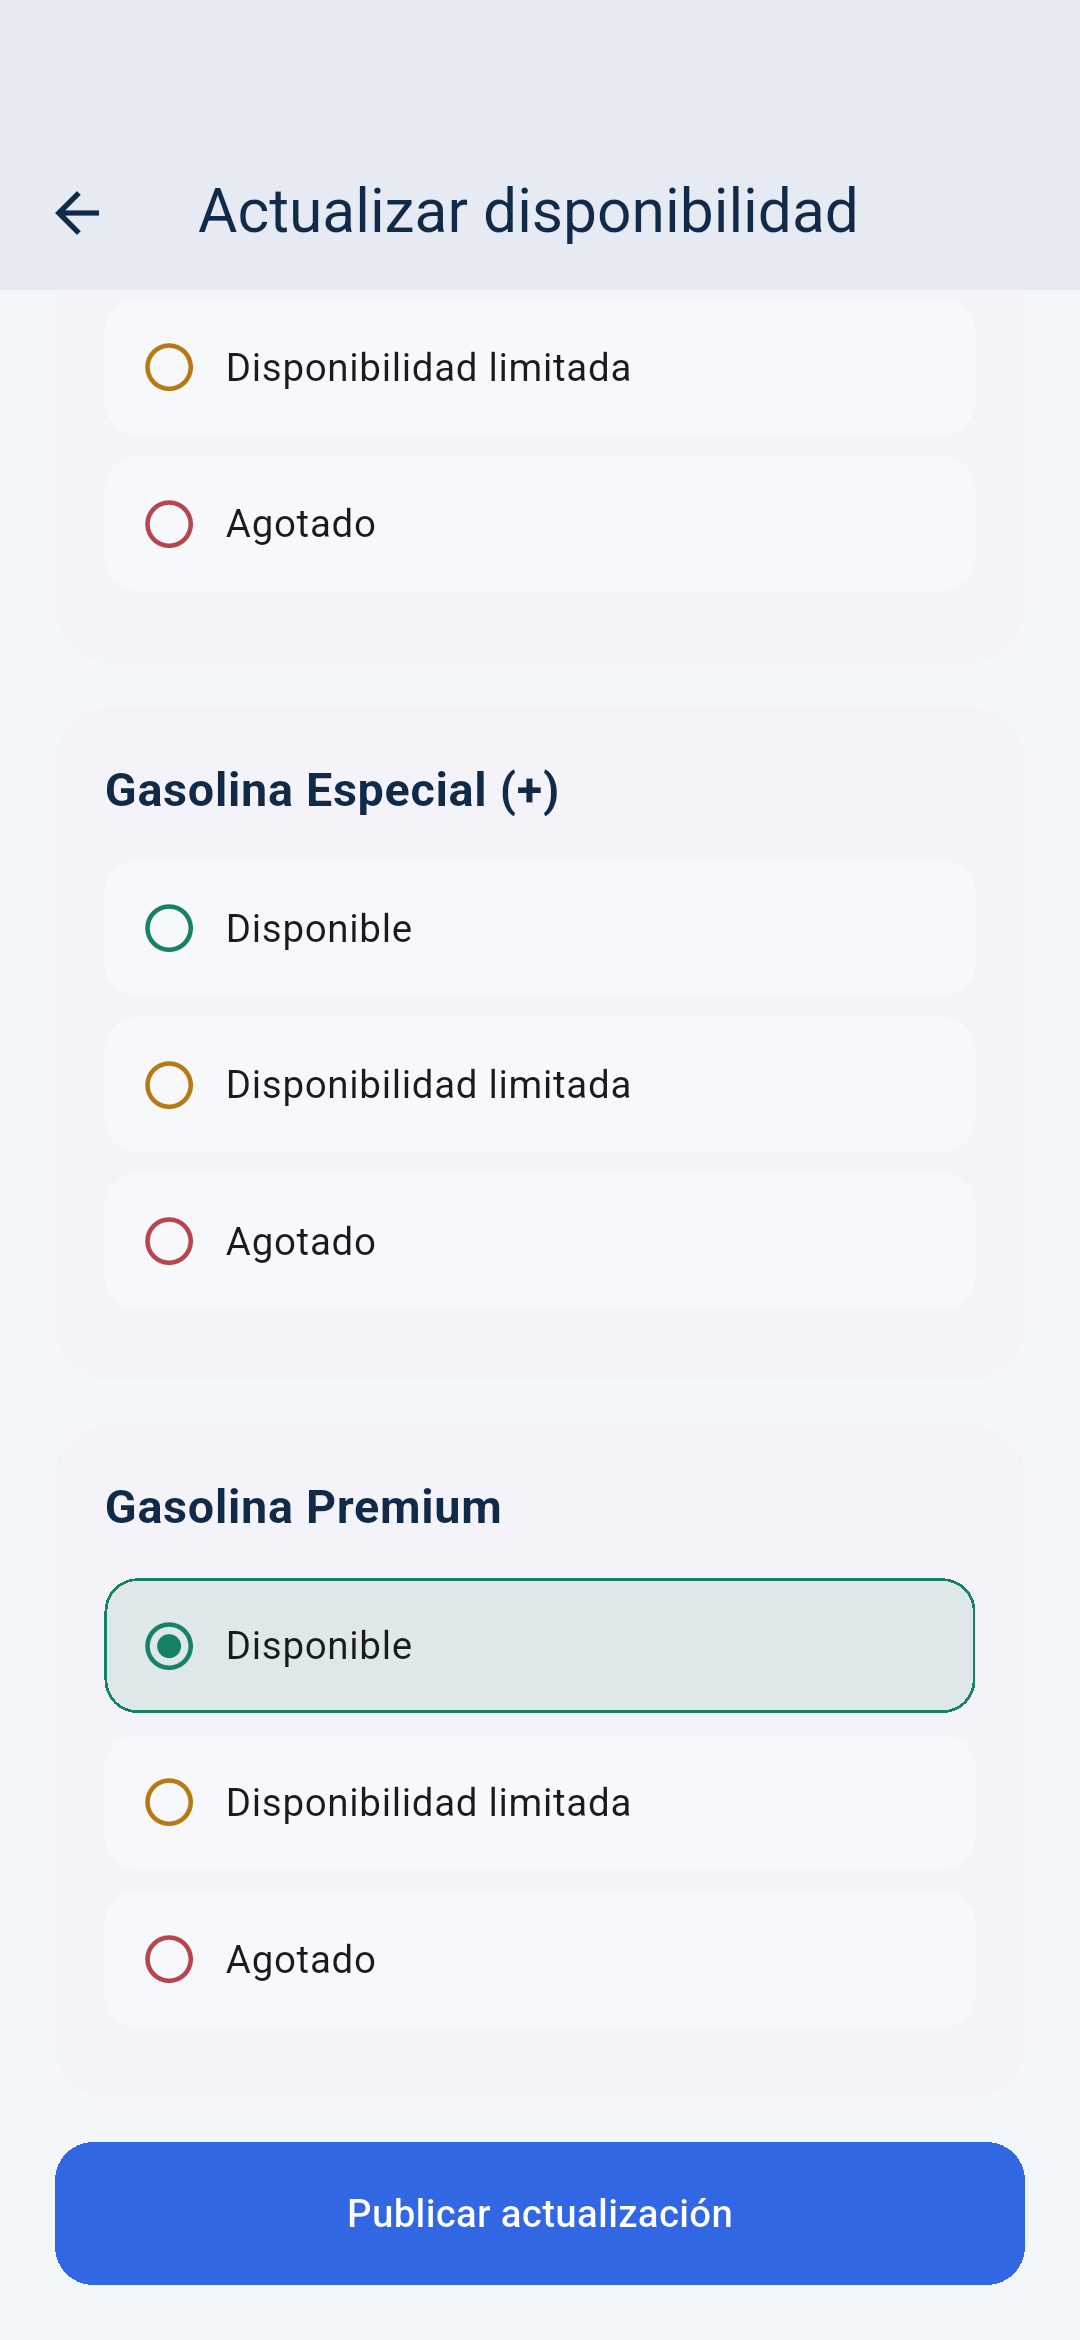 Actualizar disponibilidad
Disponibilidad limitada
Agotado
Gasolina Especial (+)
Disponible
Disponibilidad limitada
Agotado
Gasolina Premium
Disponible
Disponibilidad limitada
Agotado
Publicar actualización